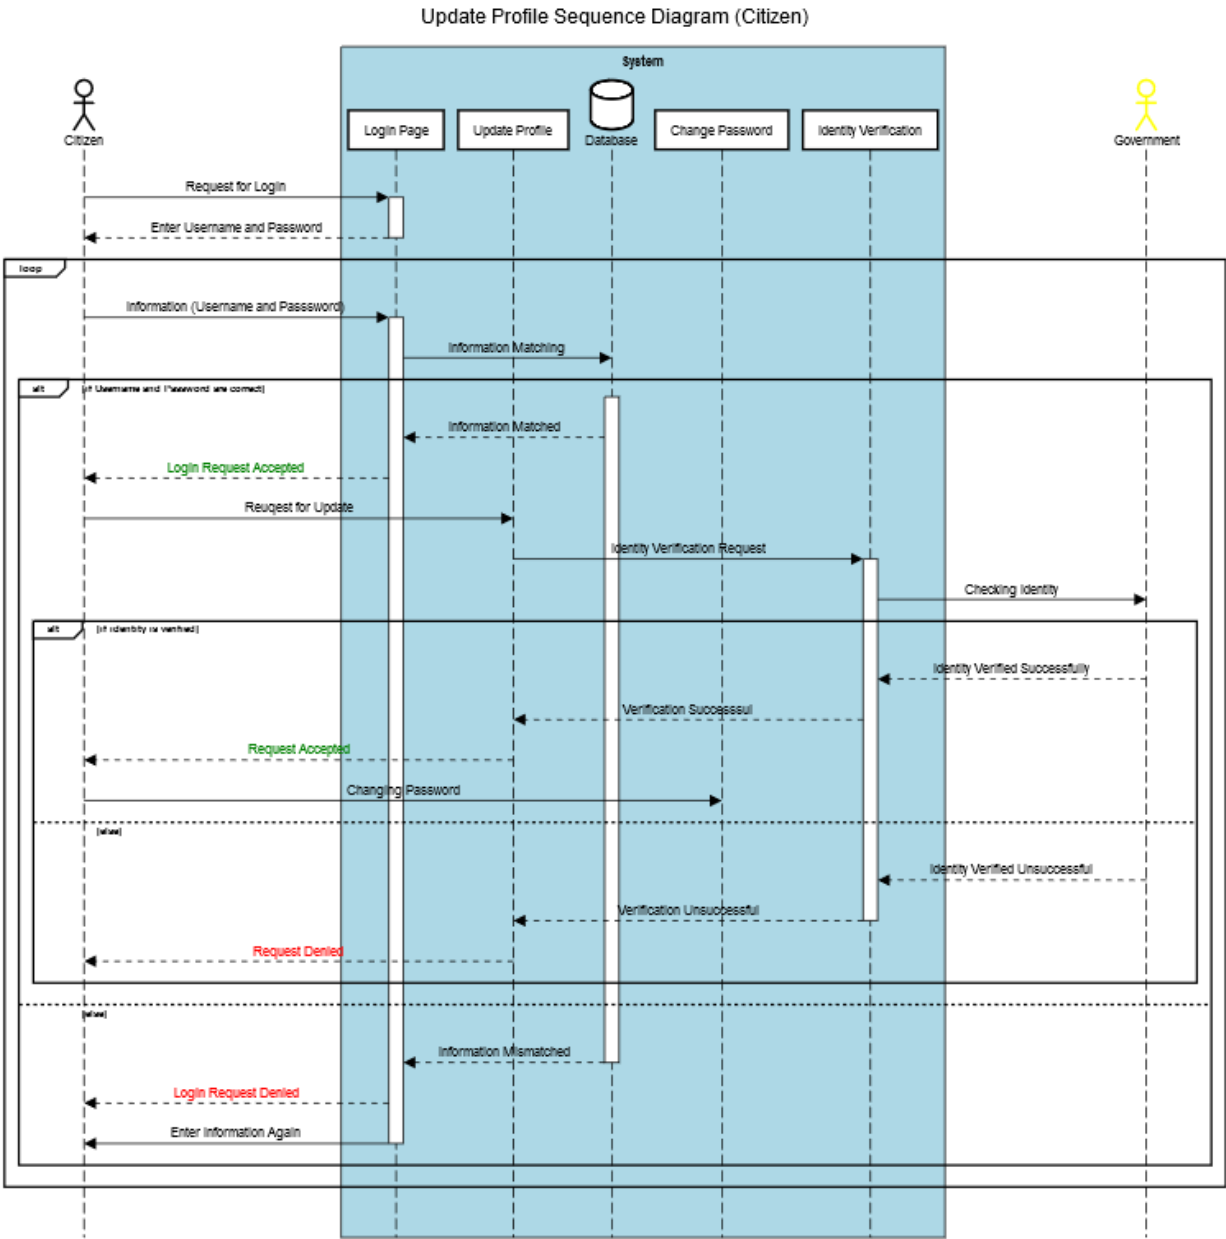 Update Profile Sequence Diagram (Citizen)
System
Citizen
Login Page
Update Profile
Database
Change Password
Identity Verification
Government
Request for Login
Enter Username and Password
loop
Information (Username and Passsword)
Information Matching
alt
[if Username and Password are correct]
Information Matched
Login Request Accepted
Reuqest for Update
Identity Verification Request
Checking Identity
alt
[if identity is verified]
Identity Verified Successfully
Verification Successsul
Request Accepted
Changing Password
[else]
Identity Verified Unsuccessful
Verification Unsuccessful
Request Denied
[else]
Information Mismatched
Login Request Denied
Enter Information Again